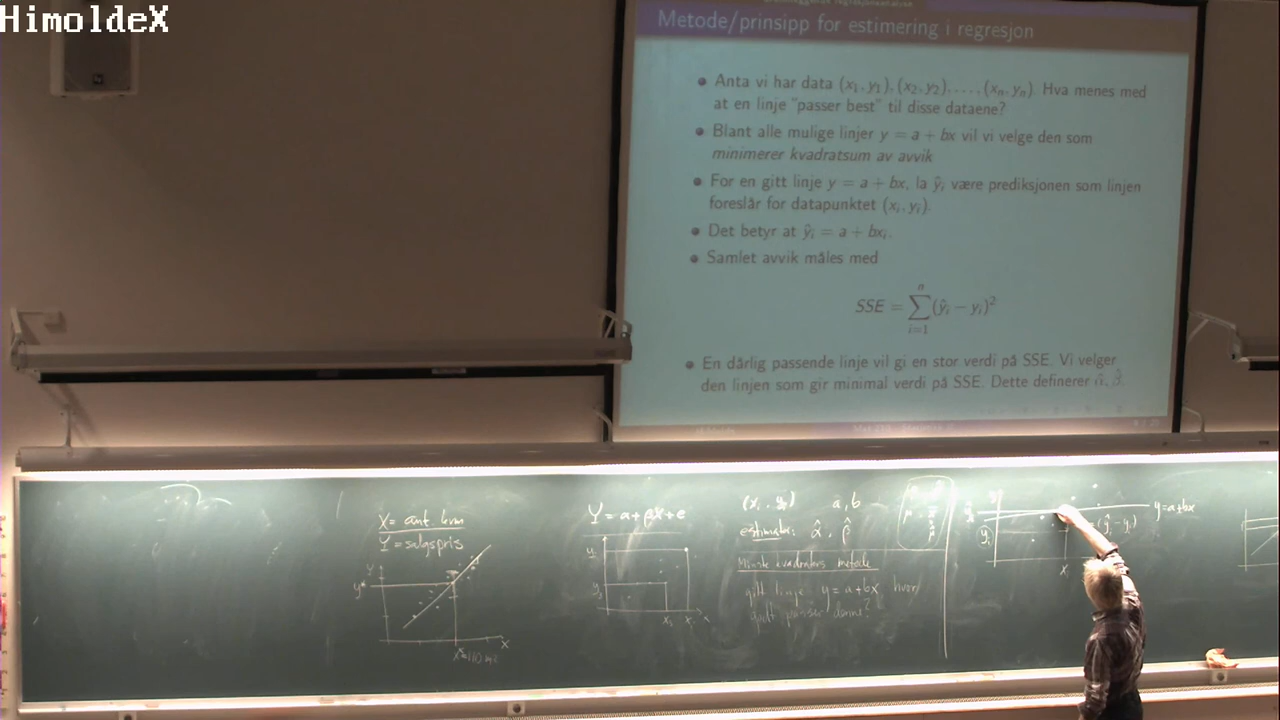 HimoldeX
Metode/prinsipp for estimering i regresjon
Anta vi har data (x₁, y₁), (x₂, y₂), . . . , (xₙ, yₙ). Hva menes med
at en linje "passer best" til disse dataene?
Blant alle mulige linjer y = a + bx vil vi velge den som
minimerer kvadratsum av avvik
For en gitt linje y = a + bx, la ŷᵢ være prediksjonen som linjen
foreslår for datapunktet (xᵢ, yᵢ).
Det betyr at ŷᵢ = a + bxᵢ.
Samlet avvik måles med
SSE = ∑ⁿᵢ₌₁ (ŷᵢ − yᵢ)²
En dårlig passende linje vil gi en stor verdi på SSE. Vi velger
den linjen som gir minimal verdi på SSE. Dette definerer α̂, β̂.
X = ant. kvm
Y = salgspris
y
y*
x
Y = α + βx + e
(xᵢ, yᵢ) a, b
α̂, β̂
Minste kvadraters metode
gitt linje y = a + bx hvor
godt passer denne?
yᵢ
(ŷᵢ − yᵢ)
y = a + bx
x